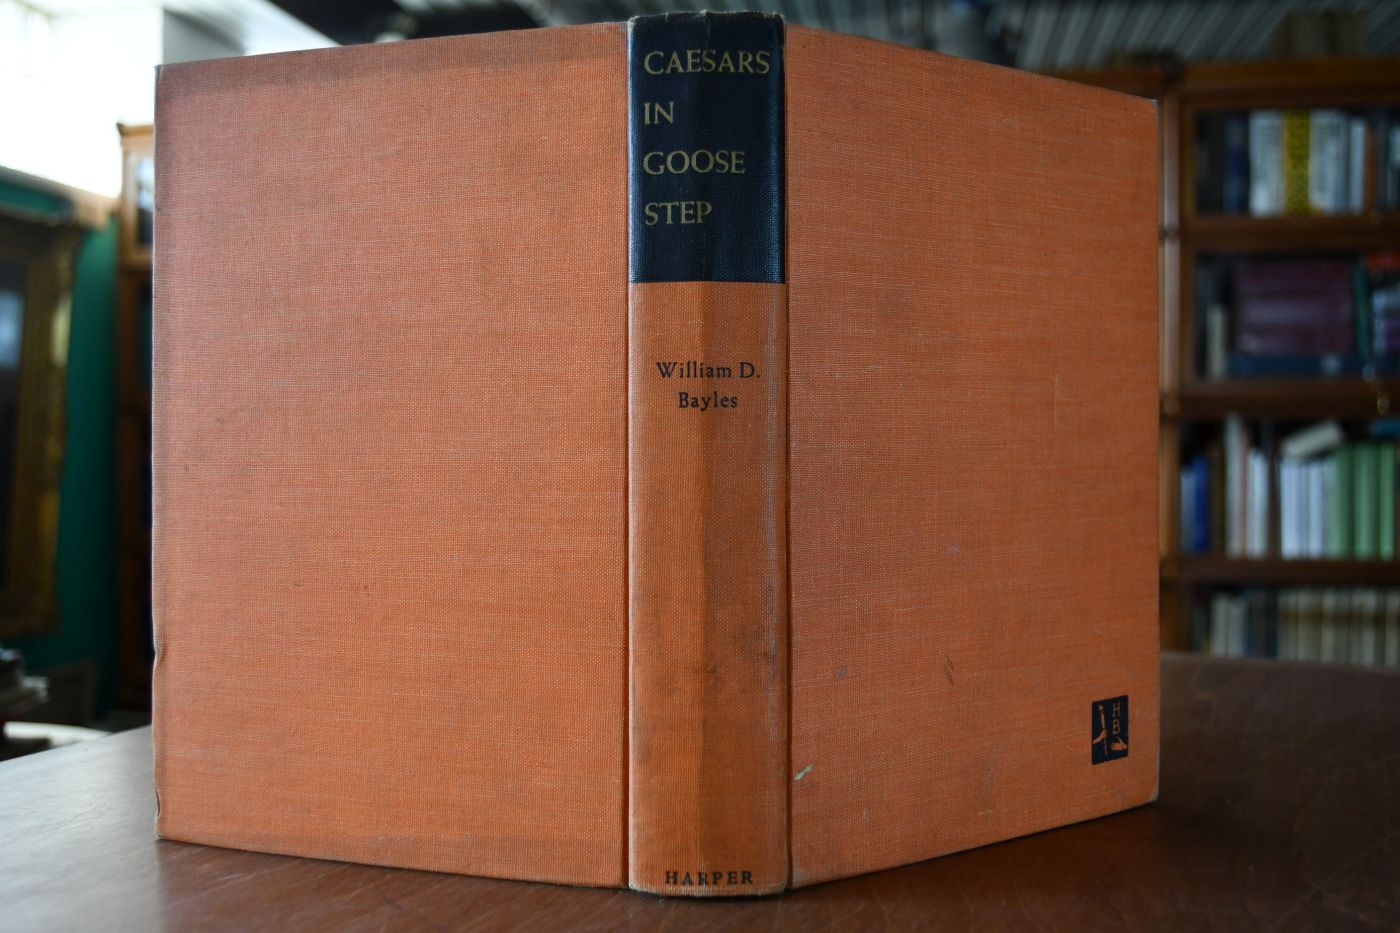 CAESARS
IN
GOOSE
STEP
William D.
Bayles
HARPER
H
B